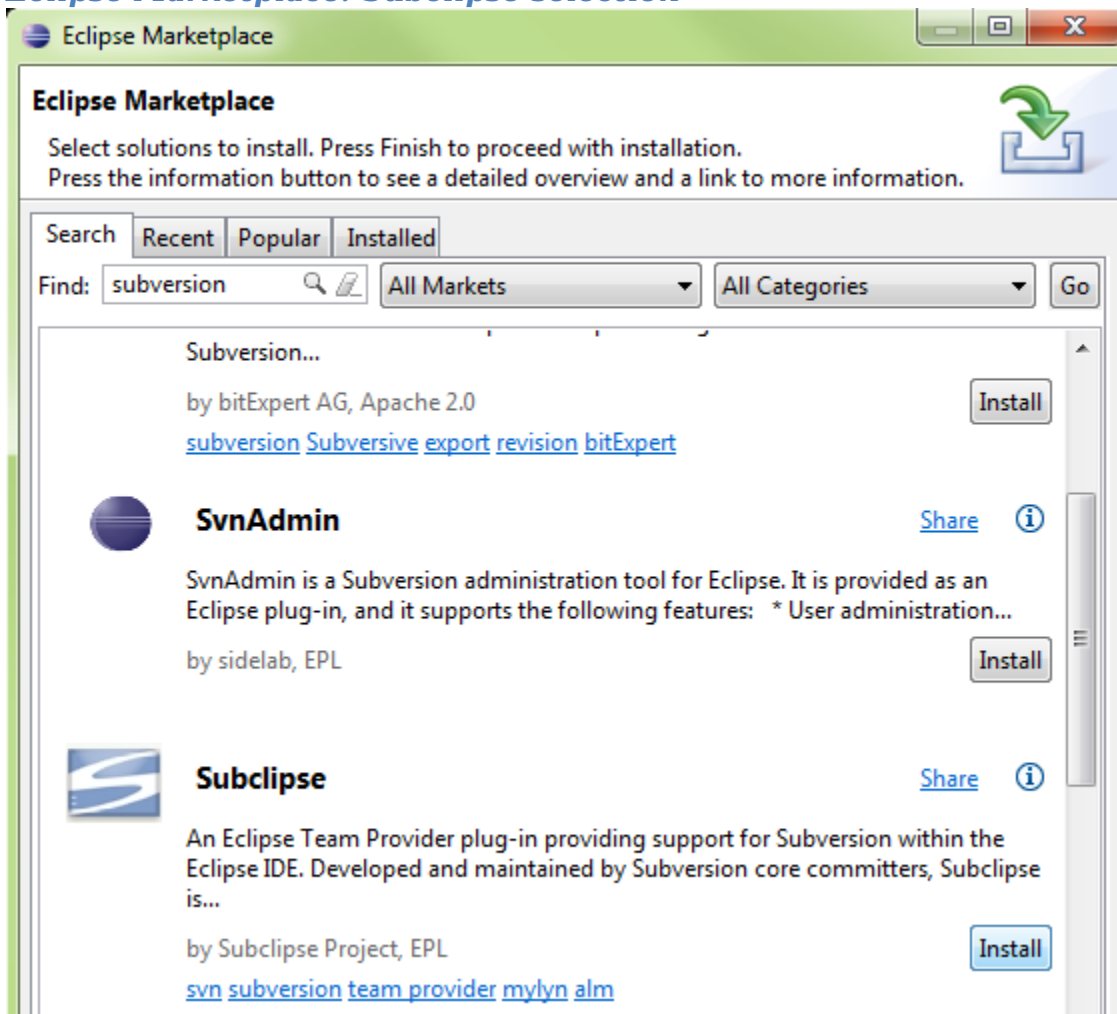 Eclipse Marketplace: Subclipse Selection
Eclipse Marketplace
Eclipse Marketplace
Select solutions to install. Press Finish to proceed with installation.
Press the information button to see a detailed overview and a link to more information.
Search Recent Popular Installed
Find: subversion All Markets All Categories Go
Subversion...
by bitExpert AG, Apache 2.0 Install
subversion Subversive export revision bitExpert
SvnAdmin Share
SvnAdmin is a Subversion administration tool for Eclipse. It is provided as an
Eclipse plug-in, and it supports the following features: * User administration...
by sidelab, EPL Install
Subclipse Share
An Eclipse Team Provider plug-in providing support for Subversion within the
Eclipse IDE. Developed and maintained by Subversion core committers, Subclipse
is...
by Subclipse Project, EPL Install
svn subversion team provider mylyn alm